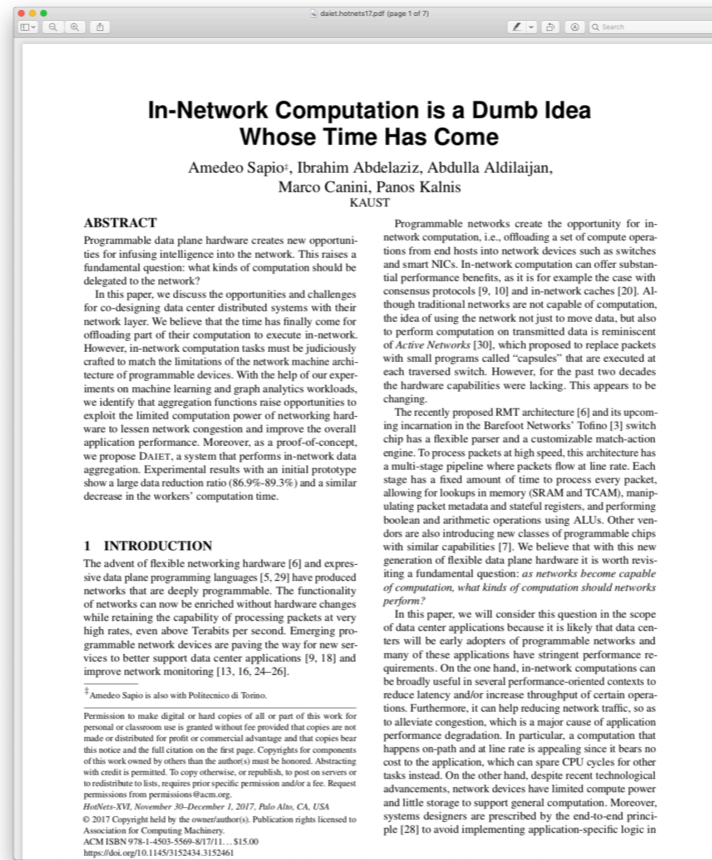 daiet.hotnets17.pdf (page 1 of 7)
Search
In-Network Computation is a Dumb Idea
Whose Time Has Come
Amedeo Sapio‡, Ibrahim Abdelaziz, Abdulla Aldilaijan,
Marco Canini, Panos Kalnis
KAUST
ABSTRACT
Programmable data plane hardware creates new opportuni-
ties for infusing intelligence into the network. This raises a
fundamental question: what kinds of computation should be
delegated to the network?
In this paper, we discuss the opportunities and challenges
for co-designing data center distributed systems with their
network layer. We believe that the time has finally come for
offloading part of their computation to execute in-network.
However, in-network computation tasks must be judiciously
crafted to match the limitations of the network machine archi-
tecture of programmable devices. With the help of our exper-
iments on machine learning and graph analytics workloads,
we identify that aggregation functions raise opportunities to
exploit the limited computation power of networking hard-
ware to lessen network congestion and improve the overall
application performance. Moreover, as a proof-of-concept,
we propose DAIET, a system that performs in-network data
aggregation. Experimental results with an initial prototype
show a large data reduction ratio (86.9%-89.3%) and a similar
decrease in the workers' computation time.
1 INTRODUCTION
The advent of flexible networking hardware [6] and expres-
sive data plane programming languages [5, 29] have produced
networks that are deeply programmable. The functionality
of networks can now be enriched without hardware changes
while retaining the capability of processing packets at very
high rates, even above Terabits per second. Emerging pro-
grammable network devices are paving the way for new ser-
vices to better support data center applications [9, 18] and
improve network monitoring [13, 16, 24–26].
‡Amedeo Sapio is also with Politecnico di Torino.
Permission to make digital or hard copies of all or part of this work for
personal or classroom use is granted without fee provided that copies are not
made or distributed for profit or commercial advantage and that copies bear
this notice and the full citation on the first page. Copyrights for components
of this work owned by others than the author(s) must be honored. Abstracting
with credit is permitted. To copy otherwise, or republish, to post on servers or
to redistribute to lists, requires prior specific permission and/or a fee. Request
permissions from permissions@acm.org.
HotNets-XVI, November 30–December 1, 2017, Palo Alto, CA, USA
© 2017 Copyright held by the owner/author(s). Publication rights licensed to
Association for Computing Machinery.
ACM ISBN 978-1-4503-5569-8/17/11...$15.00
https://doi.org/10.1145/3152434.3152461
Programmable networks create the opportunity for in-
network computation, i.e., offloading a set of compute opera-
tions from end hosts into network devices such as switches
and smart NICs. In-network computation can offer substan-
tial performance benefits, as it is for example the case with
consensus protocols [9, 10] and in-network caches [20]. Al-
though traditional networks are not capable of computation,
the idea of using the network not just to move data, but also
to perform computation on transmitted data is reminiscent
of Active Networks [30], which proposed to replace packets
with small programs called "capsules" that are executed at
each traversed switch. However, for the past two decades
the hardware capabilities were lacking. This appears to be
changing.
The recently proposed RMT architecture [6] and its upcom-
ing incarnation in the Barefoot Networks' Tofino [3] switch
chip has a flexible parser and a customizable match-action
engine. To process packets at high speed, this architecture has
a multi-stage pipeline where packets flow at line rate. Each
stage has a fixed amount of time to process every packet,
allowing for lookups in memory (SRAM and TCAM), manip-
ulating packet metadata and stateful registers, and performing
boolean and arithmetic operations using ALUs. Other ven-
dors are also introducing new classes of programmable chips
with similar capabilities [7]. We believe that with this new
generation of flexible data plane hardware it is worth revis-
iting a fundamental question: as networks become capable
of computation, what kinds of computation should networks
perform?
In this paper, we will consider this question in the scope
of data center applications because it is likely that data cen-
ters will be early adopters of programmable networks and
many of these applications have stringent performance re-
quirements. On the one hand, in-network computations can
be broadly useful in several performance-oriented contexts to
reduce latency and/or increase throughput of certain opera-
tions. Furthermore, it can help reducing network traffic, so as
to alleviate congestion, which is a major cause of application
performance degradation. In particular, a computation that
happens on-path and at line rate is appealing since it bears no
cost to the application, which can spare CPU cycles for other
tasks instead. On the other hand, despite recent technological
advancements, network devices have limited compute power
and little storage to support general computation. Moreover,
systems designers are prescribed by the end-to-end princi-
ple [28] to avoid implementing application-specific logic in